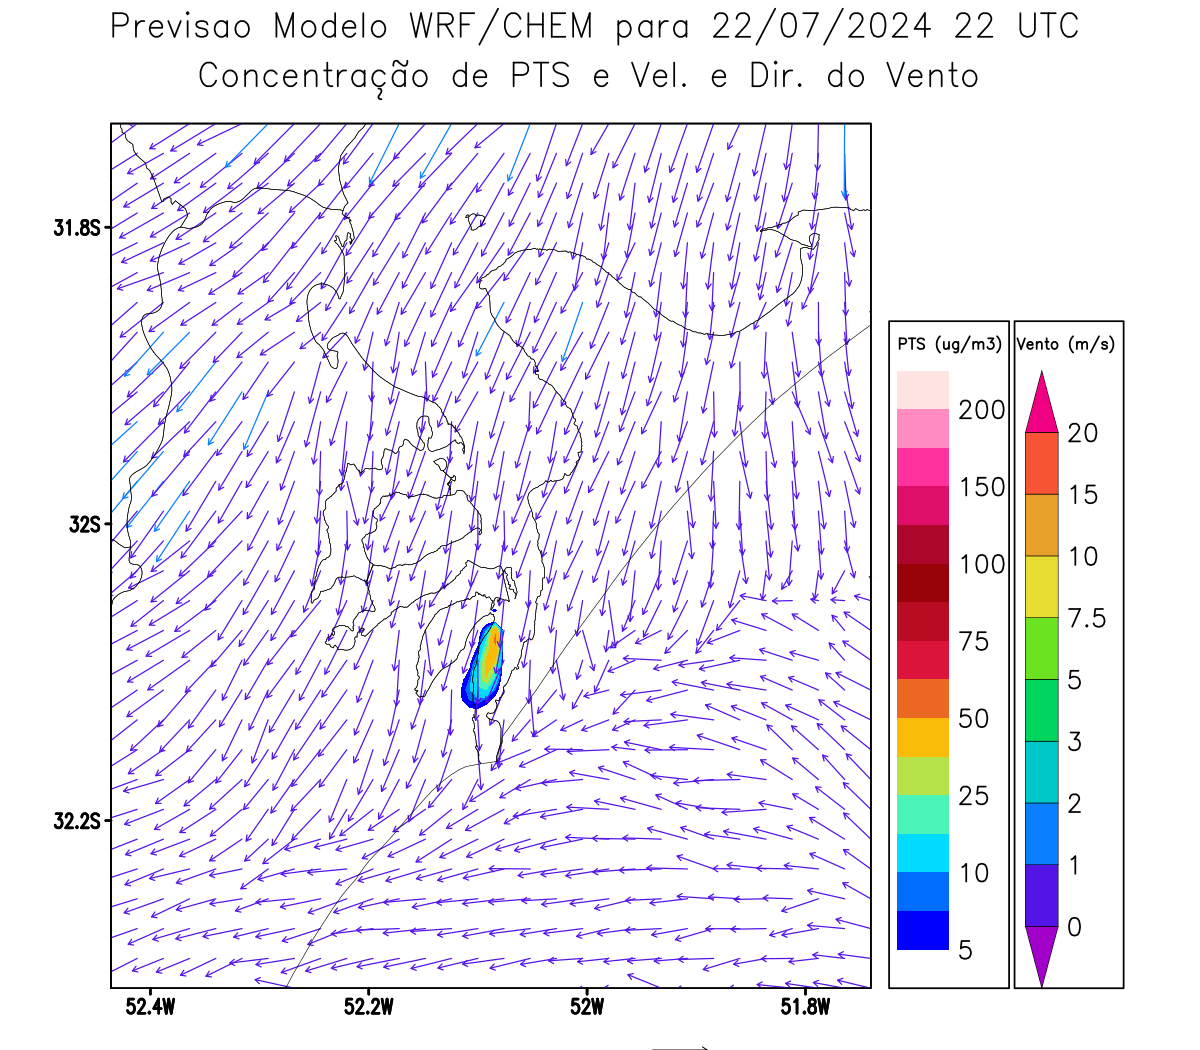 Previsao Modelo WRF/CHEM para 22/07/2024 22 UTC
Concentração de PTS e Vel. e Dir. do Vento
31.8S
32S
32.2S
52.4W
52.2W
52W
51.8W
PTS (ug/m3)
200
150
100
75
50
25
10
5
Vento (m/s)
20
15
10
7.5
5
3
2
1
0